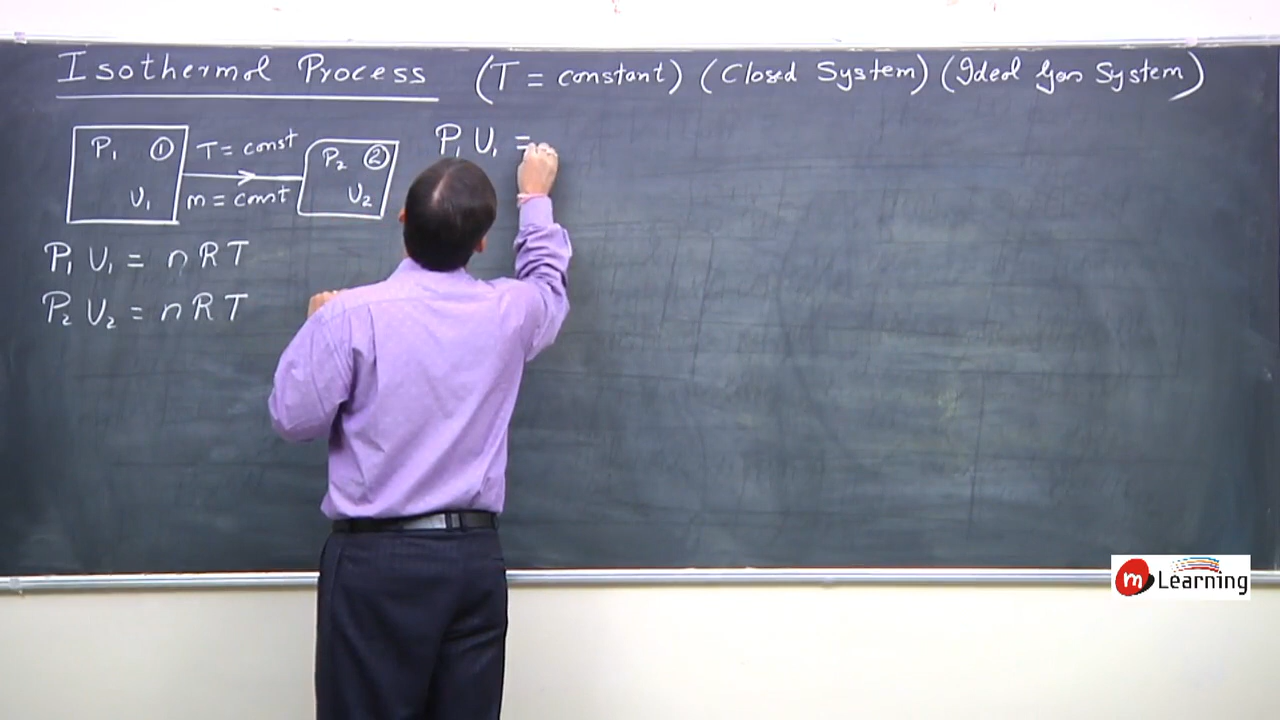 Isothermal Process (T = constant) (Closed System) (Ideal Gas System)
P₁ ① T = const P₂ ②
V₁ m = const V₂
P₁ V₁ =
P₁ V₁ = n R T
P₂ V₂ = n R T
m Learning